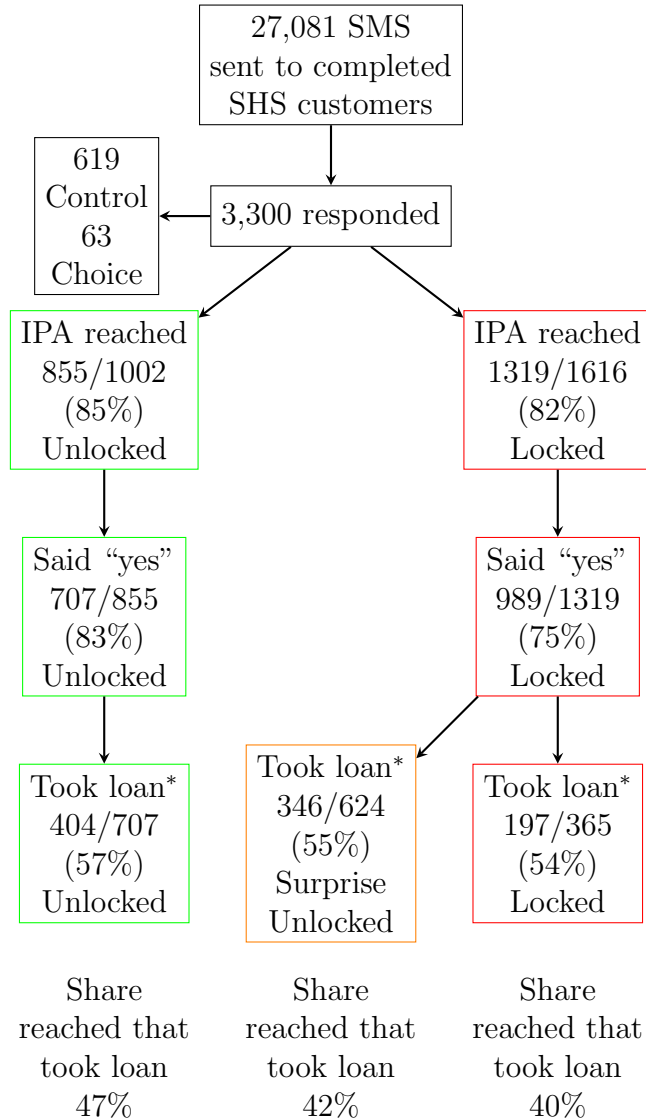 27,081 SMS
sent to completed
SHS customers
619
Control
63
Choice
3,300 responded
IPA reached
855/1002
(85%)
Unlocked
IPA reached
1319/1616
(82%)
Locked
Said “yes”
707/855
(83%)
Unlocked
Said “yes”
989/1319
(75%)
Locked
Took loan*
404/707
(57%)
Unlocked
Took loan*
346/624
(55%)
Surprise
Unlocked
Took loan*
197/365
(54%)
Locked
Share
reached that
took loan
47%
Share
reached that
took loan
42%
Share
reached that
took loan
40%